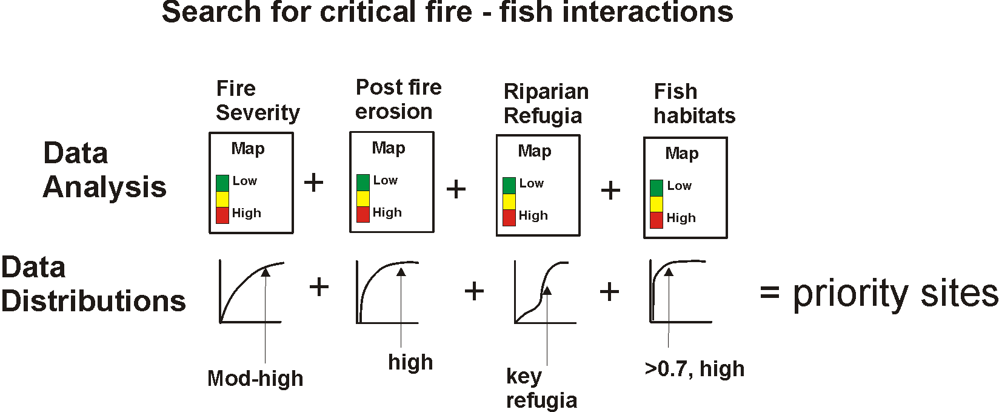 Search for critical fire - fish interactions
Fire
Severity
Post fire
erosion
Riparian
Refugia
Fish
habitats
Data
Analysis
Map
Low
High
+
Map
Low
High
+
Map
Low
High
+
Map
Low
High
Data
Distributions
+
+
+
= priority sites
Mod-high
high
key
refugia
>0.7, high